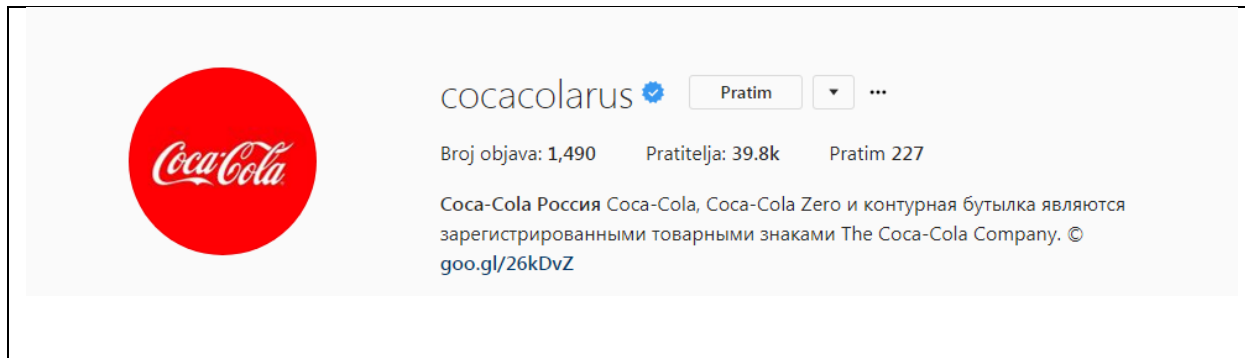 Coca-Cola
cocacolarus Pratim
Broj objava: 1,490 Pratitelja: 39.8k Pratim 227
Coca-Cola Россия Coca-Cola, Coca-Cola Zero и контурная бутылка являются
зарегистрированными товарными знаками The Coca-Cola Company. ©
goo.gl/26kDvZ